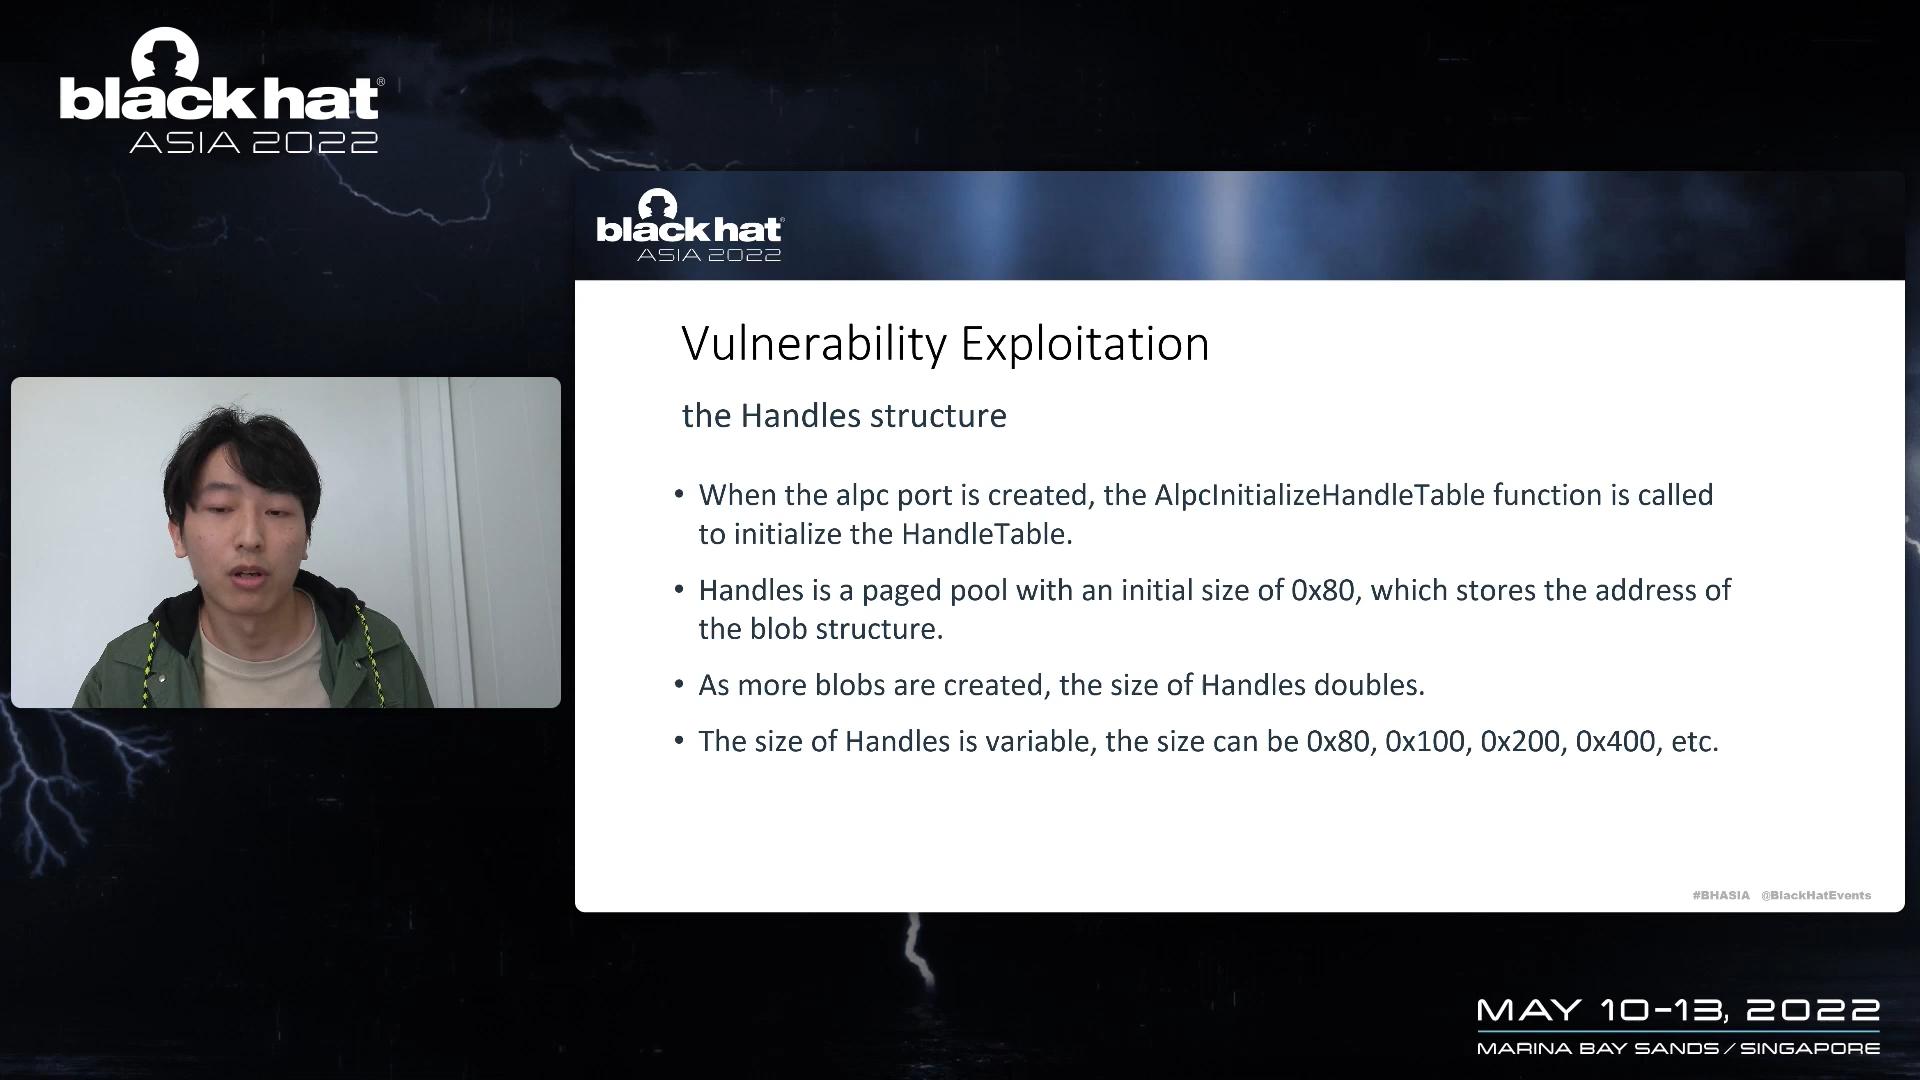 black hat®
ASIA 2022
black hat®
ASIA 2022
Vulnerability Exploitation
the Handles structure
• When the alpc port is created, the AlpcInitializeHandleTable function is called
to initialize the HandleTable.
• Handles is a paged pool with an initial size of 0x80, which stores the address of
the blob structure.
• As more blobs are created, the size of Handles doubles.
• The size of Handles is variable, the size can be 0x80, 0x100, 0x200, 0x400, etc.
#BHASIA @BlackHatEvents
MAY 10-13, 2022
MARINA BAY SANDS / SINGAPORE